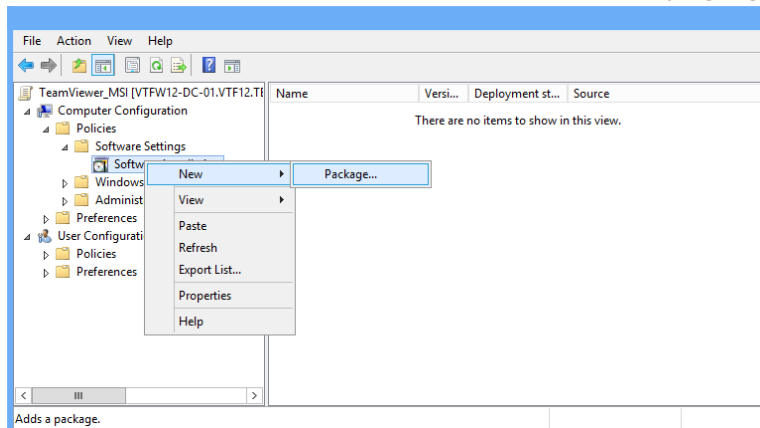 File Action View Help
TeamViewer_MSI [VTFW12-DC-01.VTF12.TE
Name Versi... Deployment st... Source
Computer Configuration
There are no items to show in this view.
Policies
Software Settings
Softw
New
Package...
Windows
View
Administ
Paste
Preferences
User Configurati
Refresh
Policies
Export List...
Preferences
Properties
Help
Adds a package.